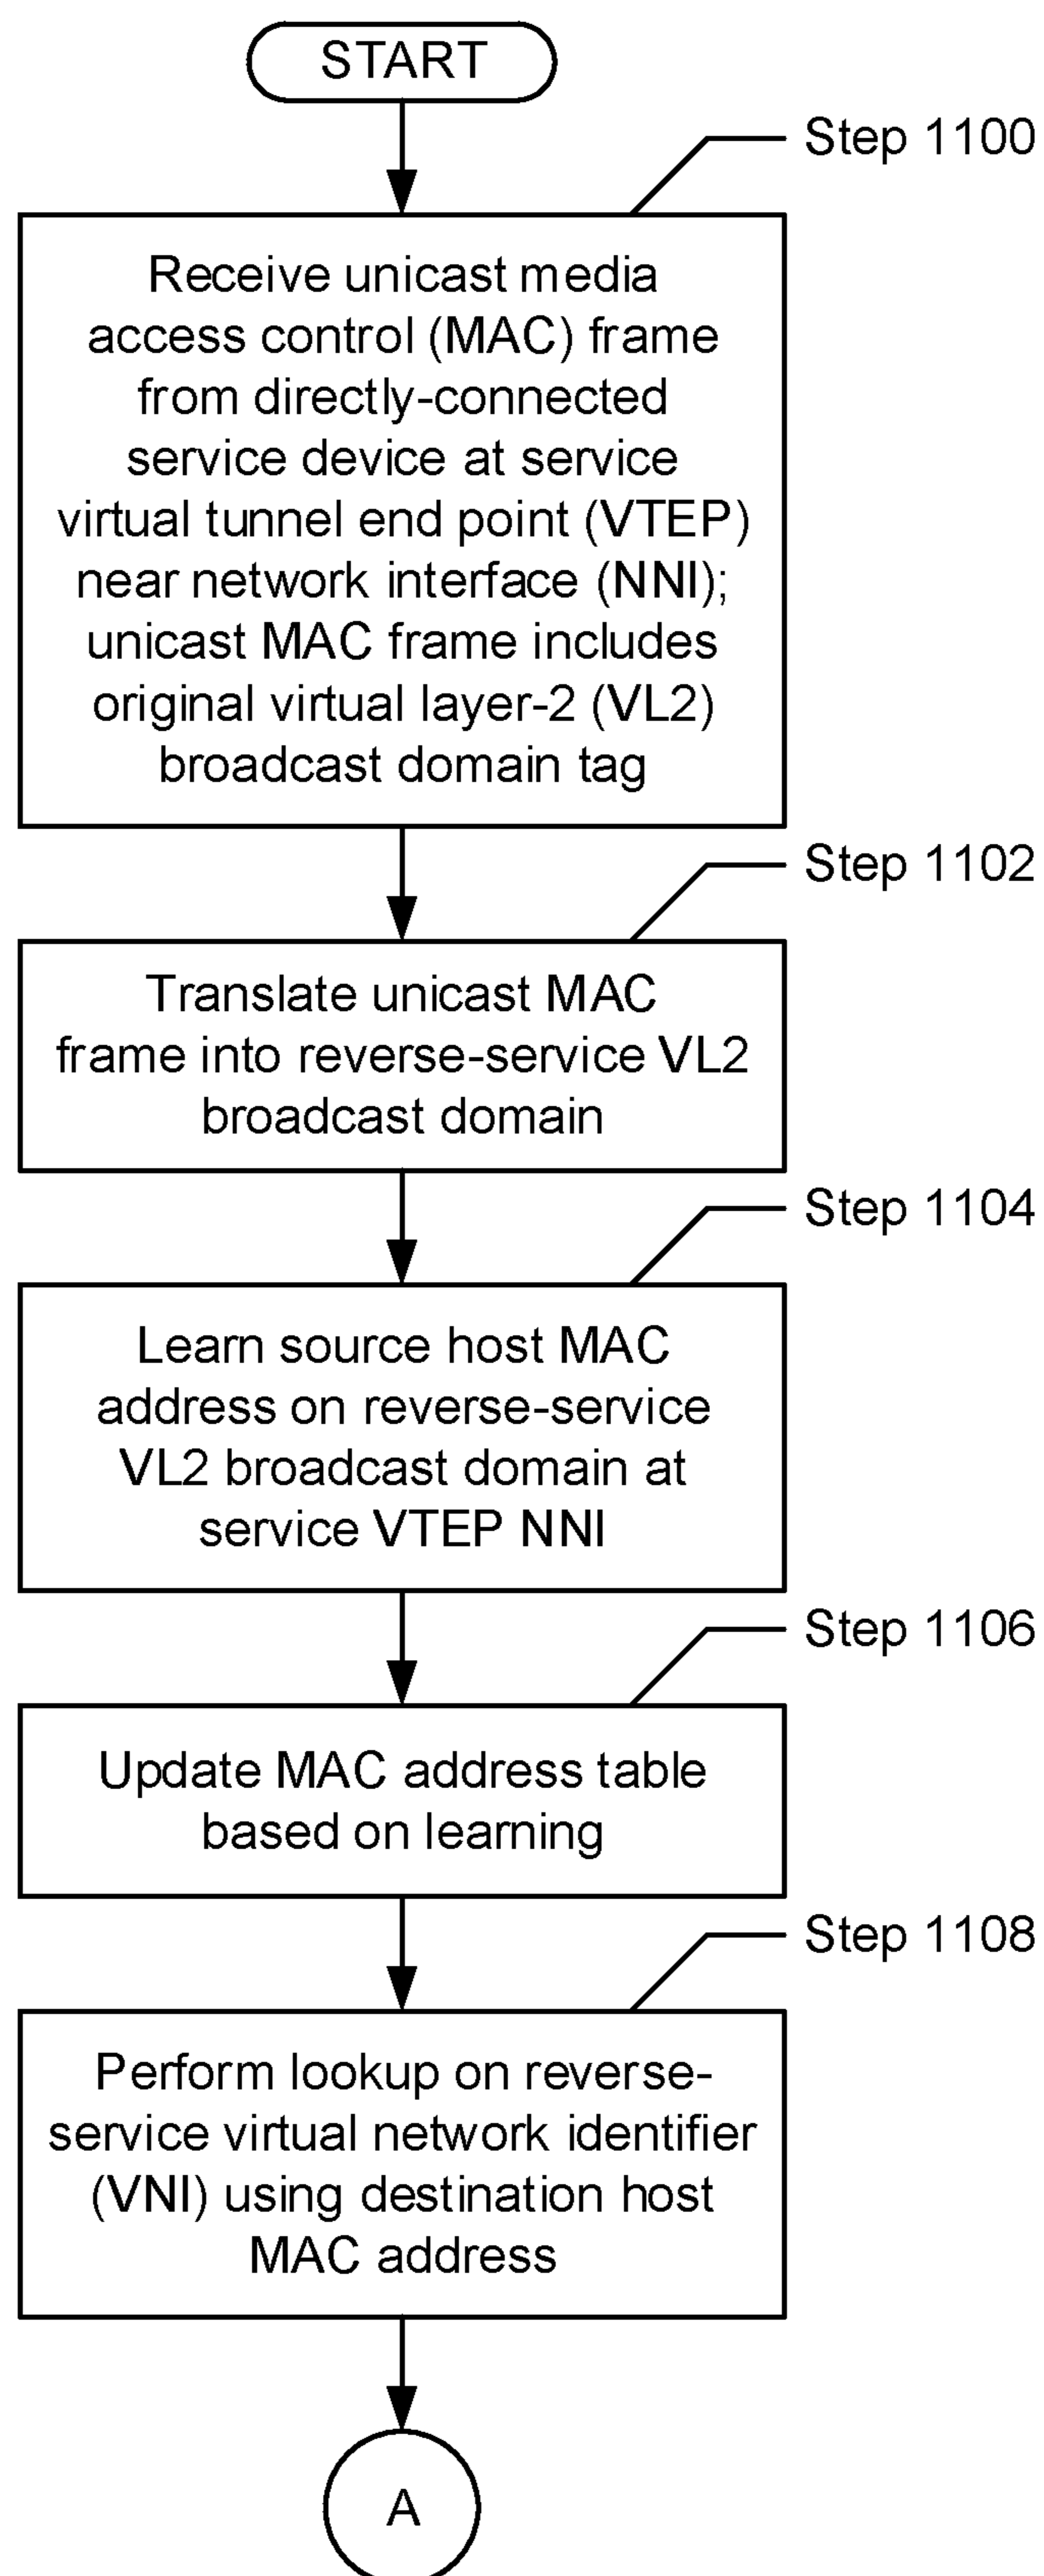 START
Step 1100
Receive unicast media
access control (MAC) frame
from directly-connected
service device at service
virtual tunnel end point (VTEP)
near network interface (NNI);
unicast MAC frame includes
original virtual layer-2 (VL2)
broadcast domain tag
Step 1102
Translate unicast MAC
frame into reverse-service VL2
broadcast domain
Step 1104
Learn source host MAC
address on reverse-service
VL2 broadcast domain at
service VTEP NNI
Step 1106
Update MAC address table
based on learning
Step 1108
Perform lookup on reverse-
service virtual network identifier
(VNI) using destination host
MAC address
A